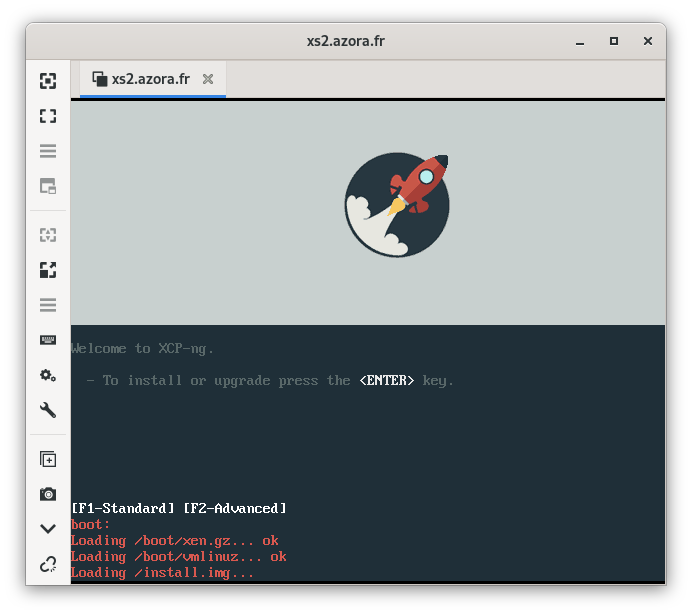 xs2.azora.fr
xs2.azora.fr
Welcome to XCP-ng.
- To install or upgrade press the <ENTER> key.
[F1-Standard] [F2-Advanced]
boot:
Loading /boot/xen.gz... ok
Loading /boot/vmlinuz... ok
Loading /install.img...